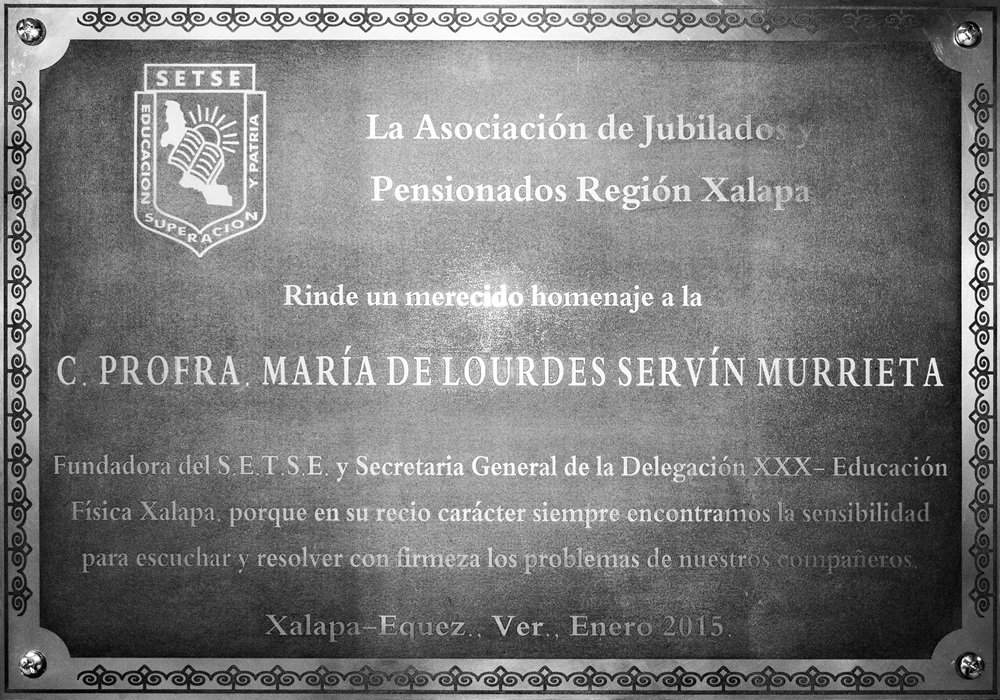 SETSE
EDUCACION
SUPERACION
Y PATRIA
La Asociación de Jubilados y
Pensionados Región Xalapa
Rinde un merecido homenaje a la
C. PROFRA. MARÍA DE LOURDES SERVÍN MURRIETA
Fundadora del S.E.T.S.E. y Secretaria General de la Delegación XXX- Educación
Física Xalapa, porque en su recio carácter siempre encontramos la sensibilidad
para escuchar y resolver con firmeza los problemas de nuestros compañeros.
Xalapa-Equez., Ver., Enero 2015